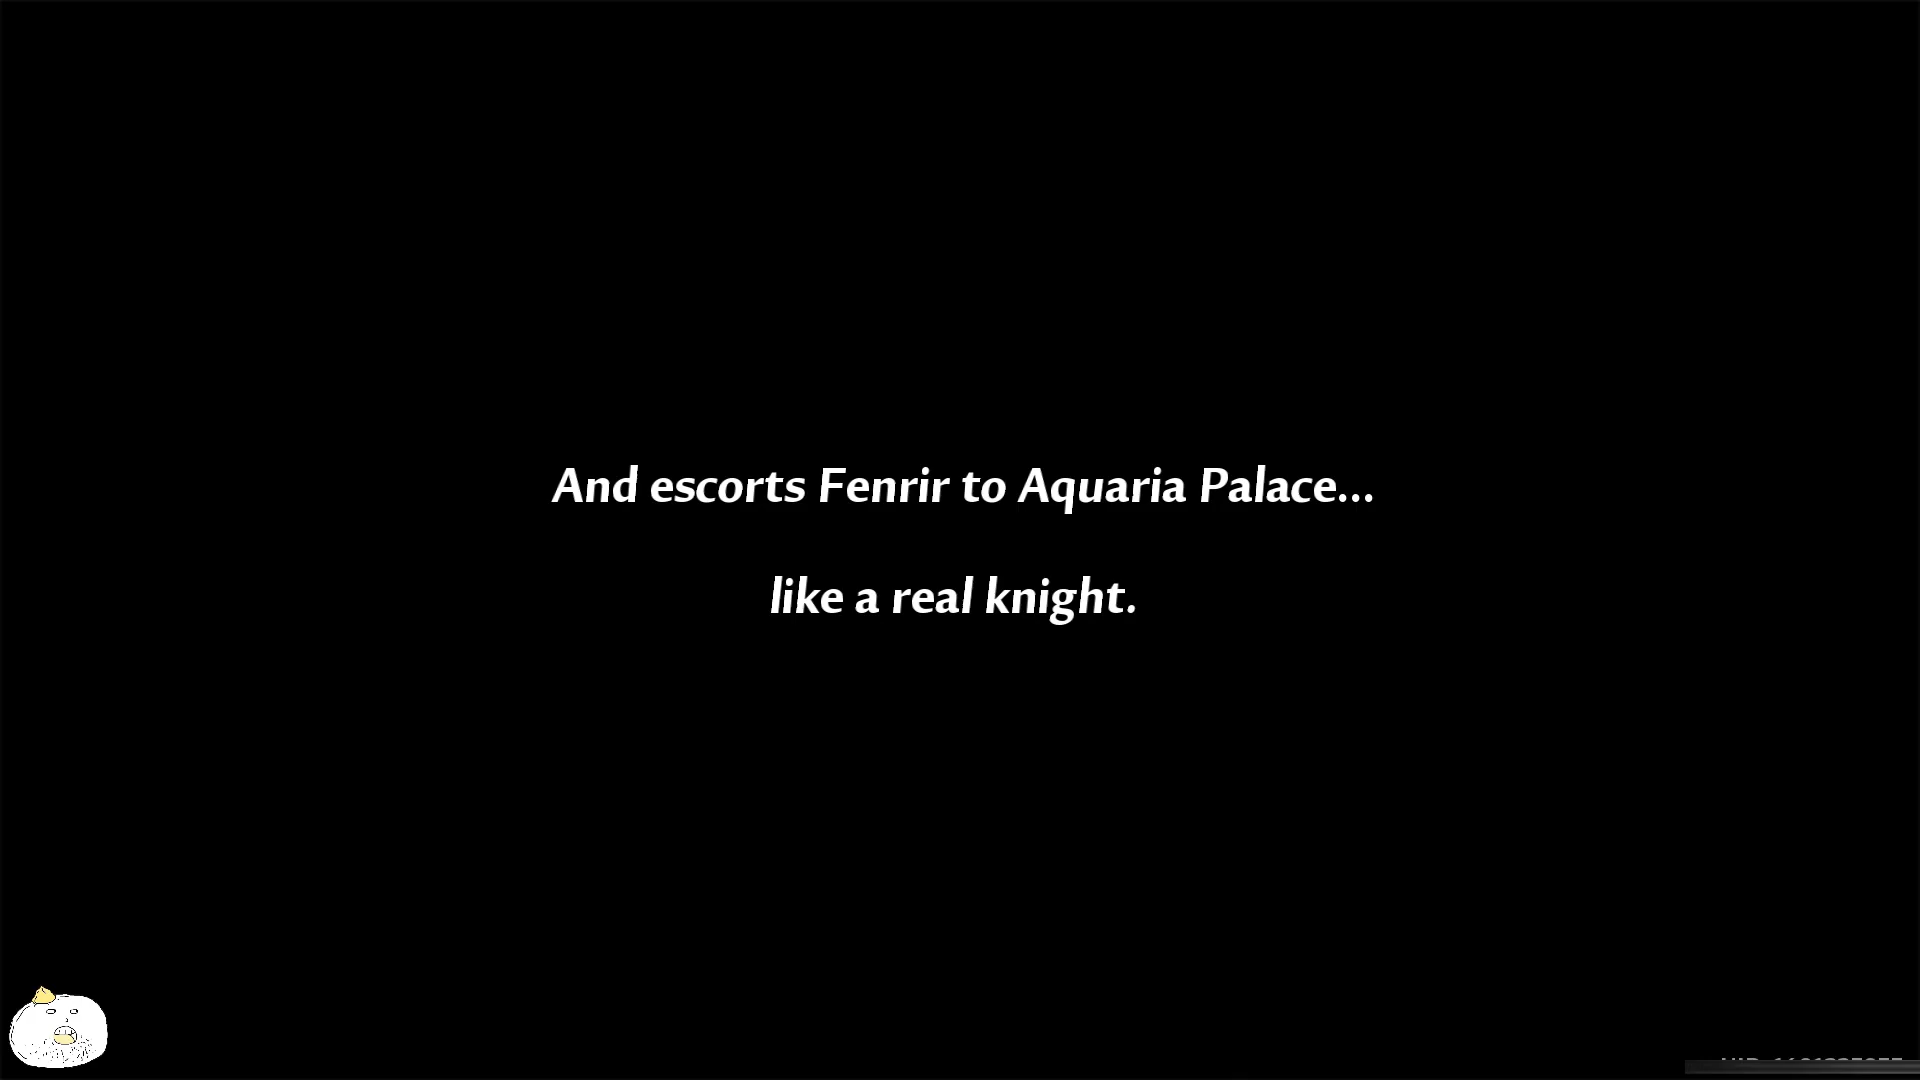 And escorts Fenrir to Aquaria Palace...
like a real knight.